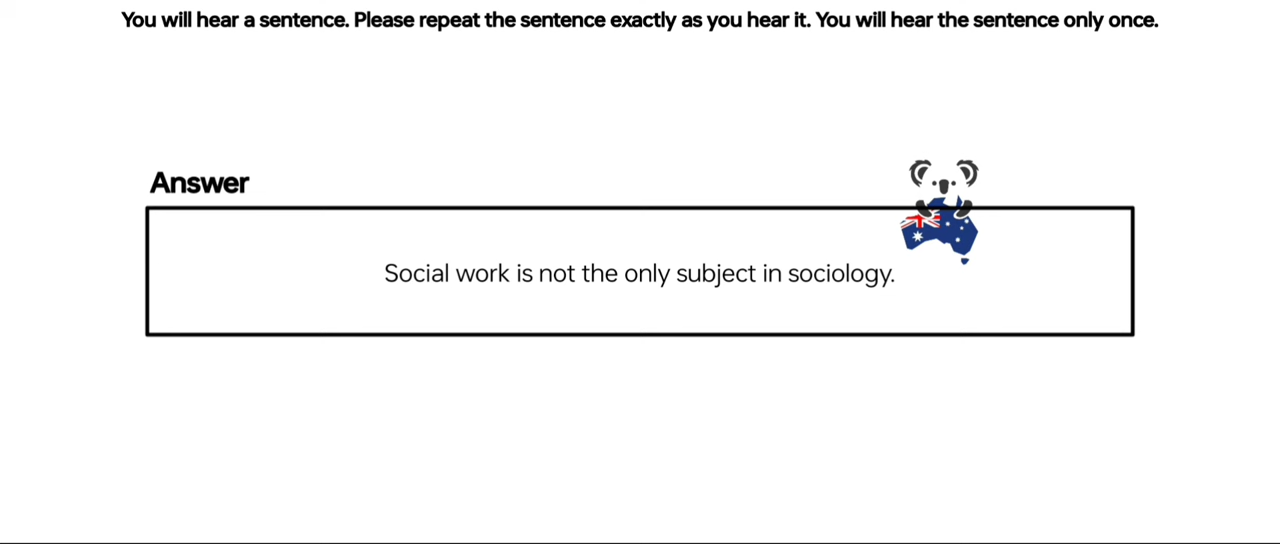 You will hear a sentence. Please repeat the sentence exactly as you hear it. You will hear the sentence only once.
Answer
Social work is not the only subject in sociology.